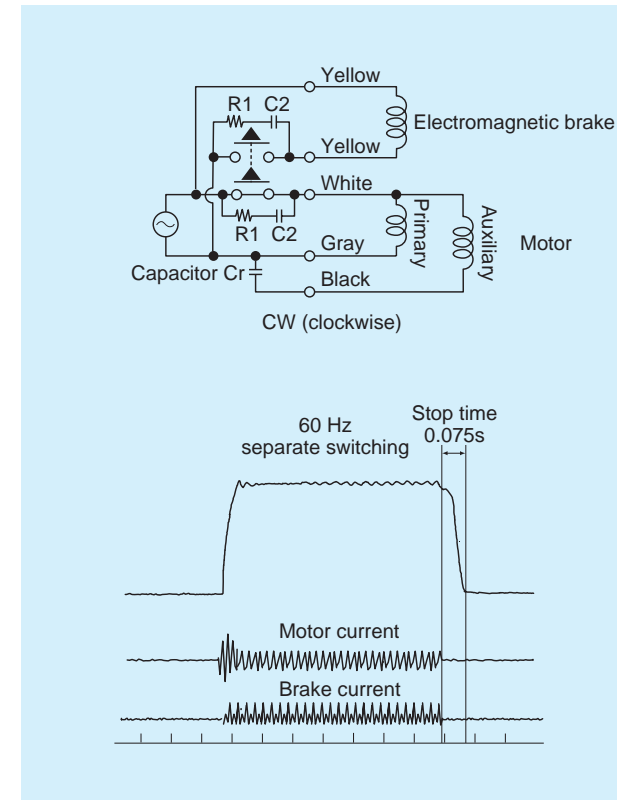 Yellow
R1 C2
Electromagnetic brake
Yellow
White
Primary
Auxiliary
R1 C2
Gray
Motor
Capacitor Cr
Black
CW (clockwise)
Stop time
60 Hz
0.075s
separate switching
Motor current
Brake current